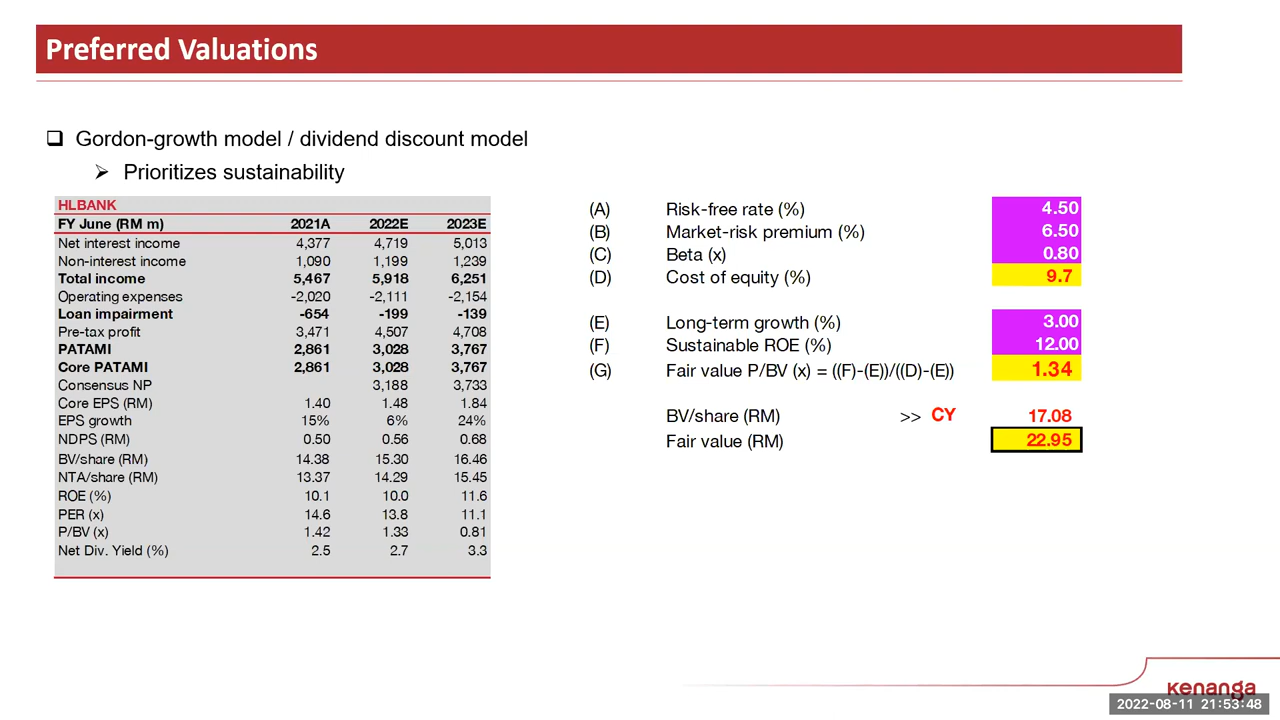 Preferred Valuations
Gordon-growth model / dividend discount model
Prioritizes sustainability
HLBANK
FY June (RM m) 2021A 2022E 2023E
Net interest income 4,377 4,719 5,013
Non-interest income 1,090 1,199 1,239
Total income 5,467 5,918 6,251
Operating expenses -2,020 -2,111 -2,154
Loan impairment -654 -199 -139
Pre-tax profit 3,471 4,507 4,708
PATAMI 2,861 3,028 3,767
Core PATAMI 2,861 3,028 3,767
Consensus NP 3,188 3,733
Core EPS (RM) 1.40 1.48 1.84
EPS growth 15% 6% 24%
NDPS (RM) 0.50 0.56 0.68
BV/share (RM) 14.38 15.30 16.46
NTA/share (RM) 13.37 14.29 15.45
ROE (%) 10.1 10.0 11.6
PER (x) 14.6 13.8 11.1
P/BV (x) 1.42 1.33 0.81
Net Div. Yield (%) 2.5 2.7 3.3
(A) Risk-free rate (%) 4.50
(B) Market-risk premium (%) 6.50
(C) Beta (x) 0.80
(D) Cost of equity (%) 9.7
(E) Long-term growth (%) 3.00
(F) Sustainable ROE (%) 12.00
(G) Fair value P/BV (x) = ((F)-(E))/((D)-(E)) 1.34
BV/share (RM) >> CY 17.08
Fair value (RM) 22.95
kenanga
2022-08-11 21:53:48